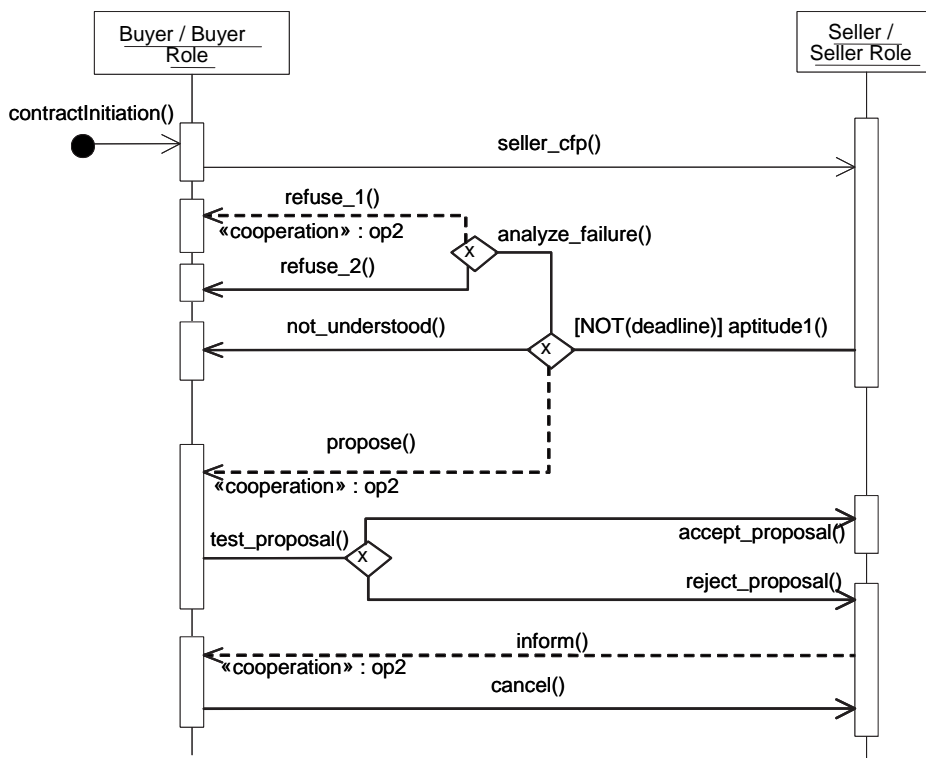 Buyer / Buyer
Role
Seller /
Seller Role
contractInitiation()
seller_cfp()
refuse_1()
«cooperation» : op2
analyze_failure()
x
refuse_2()
not_understood()
[NOT(deadline)] aptitude1()
x
propose()
«cooperation» : op2
test_proposal()
x
accept_proposal()
reject_proposal()
inform()
«cooperation» : op2
cancel()